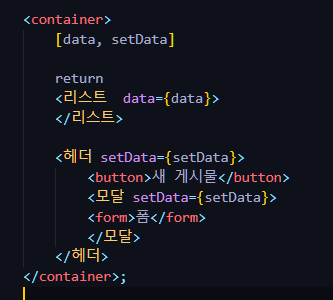 <container>
[data, setData]
return
<리스트  data={data}>
</리스트>
<헤더 setData={setData}>
<button>새 게시물</button>
<모달 setData={setData}>
<form>폼</form>
</모달>
</헤더>
</container>;